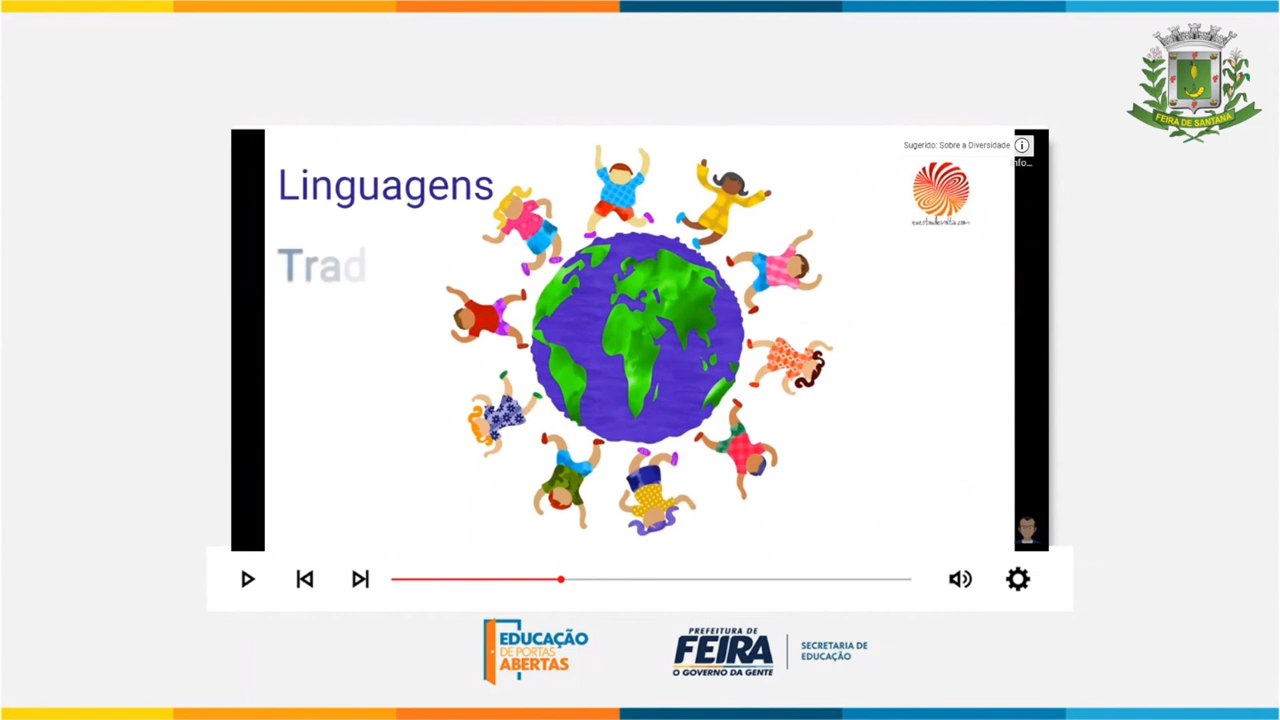 FEIRA DE SANTANA
Sugerido: Sobre a Diversidade
nfo...
Linguagens
Trad
EDUCAÇÃO
DE PORTAS
ABERTAS
PREFEITURA DE
FEIRA
O GOVERNO DA GENTE
SECRETARIA DE
EDUCAÇÃO